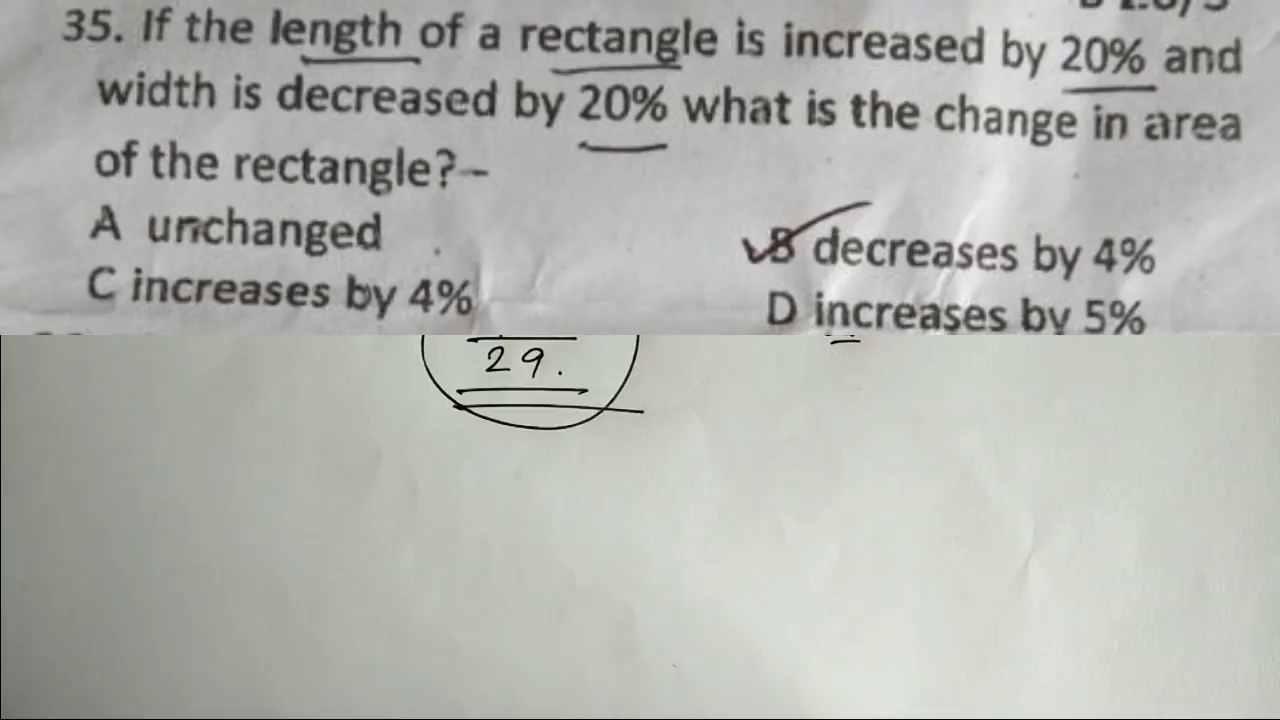 35. If the length of a rectangle is increased by 20% and
width is decreased by 20% what is the change in area
of the rectangle?-
A unchanged
B decreases by 4%
C increases by 4%
D increases by 5%
29.